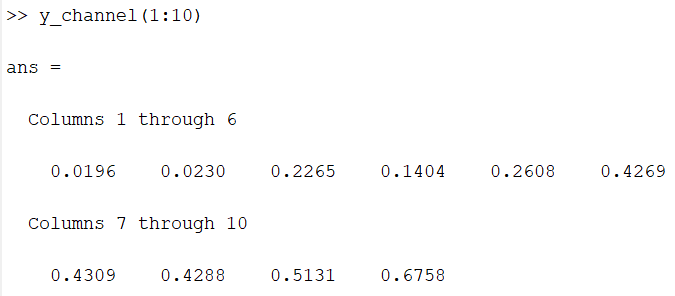 >> y_channel(1:10)
ans =
Columns 1 through 6
0.0196 0.0230 0.2265 0.1404 0.2608 0.4269
Columns 7 through 10
0.4309 0.4288 0.5131 0.6758